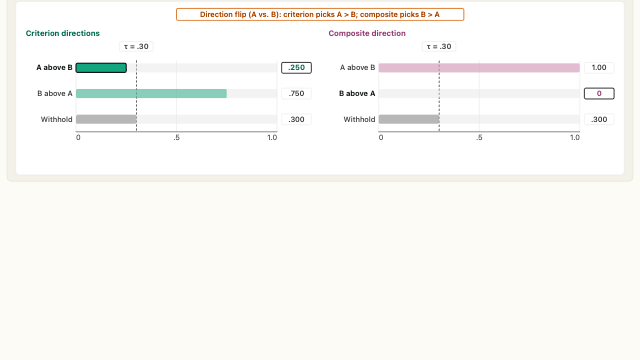 Direction flip (A vs. B): criterion picks A > B; composite picks B > A
Criterion directions
τ = .30
A above B .250
B above A .750
Withhold .300
0 .5 1.0
Composite direction
τ = .30
A above B 1.00
B above A 0
Withhold .300
0 .5 1.0